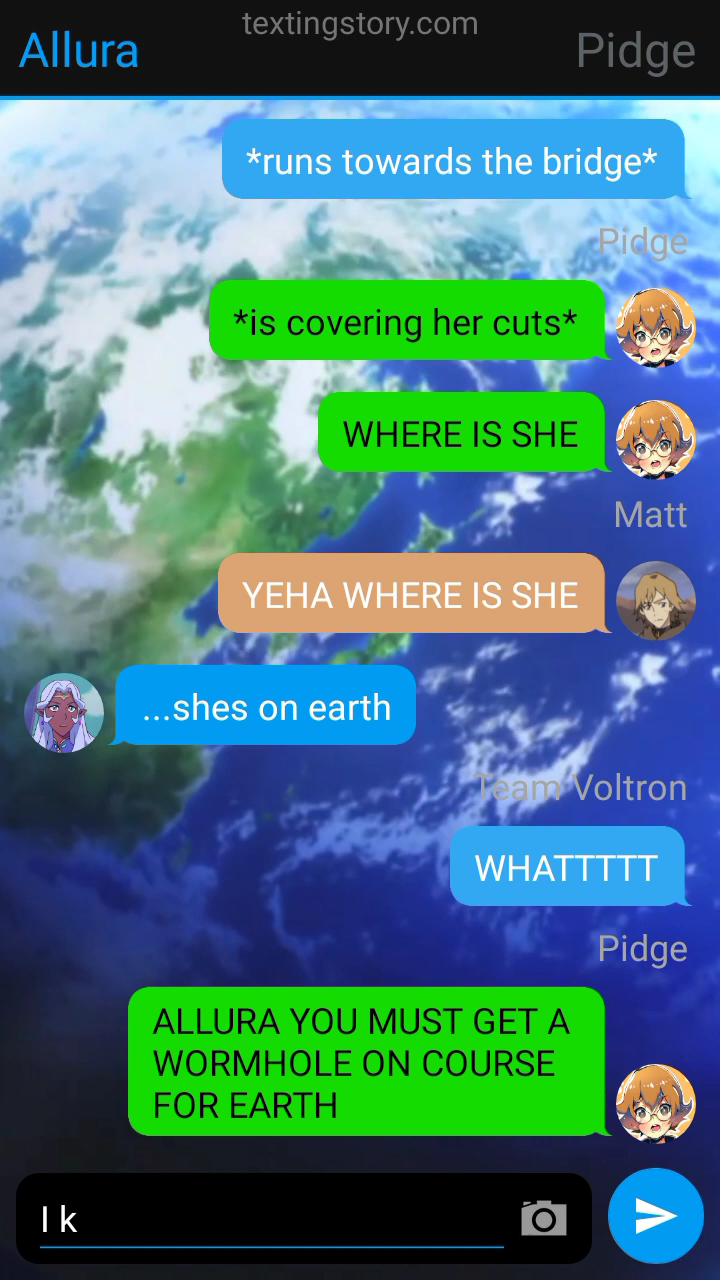 textingstory.com
Allura
Pidge
*runs towards the bridge*
Pidge
*is covering her cuts*
WHERE IS SHE
Matt
YEHA WHERE IS SHE
...shes on earth
Team Voltron
WHATTTTT
Pidge
ALLURA YOU MUST GET A
WORMHOLE ON COURSE
FOR EARTH
I k